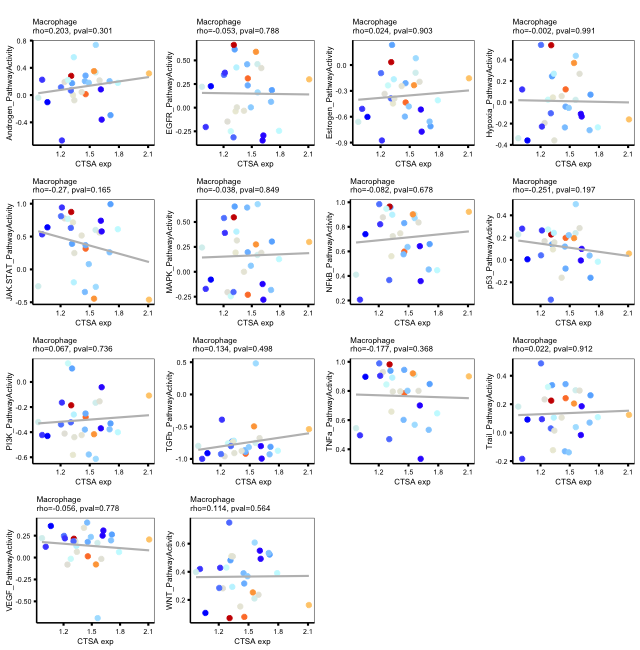 Macrophage
rho=0.203, pval=0.301
Macrophage
rho=-0.053, pval=0.788
Macrophage
rho=0.024, pval=0.903
Macrophage
rho=-0.002, pval=0.991
Androgen_PathwayActivity
0.8
0.4
0.0
-0.4
1.2 1.5 1.8 2.1
CTSA exp
EGFR_PathwayActivity
0.50
0.25
0.00
-0.25
1.2 1.5 1.8 2.1
CTSA exp
Estrogen_PathwayActivity
0.0
-0.3
-0.6
-0.9
1.2 1.5 1.8 2.1
CTSA exp
Hypoxia_PathwayActivity
0.4
0.2
0.0
-0.2
-0.4
1.2 1.5 1.8 2.1
CTSA exp
Macrophage
rho=-0.27, pval=0.165
Macrophage
rho=-0.038, pval=0.849
Macrophage
rho=-0.082, pval=0.678
Macrophage
rho=-0.251, pval=0.197
JAK-STAT_PathwayActivity
1.0
0.5
0.0
-0.5
1.2 1.5 1.8 2.1
CTSA exp
MAPK_PathwayActivity
0.50
0.25
0.00
-0.25
1.2 1.5 1.8 2.1
CTSA exp
NFkB_PathwayActivity
1.0
0.8
0.6
0.4
0.2
1.2 1.5 1.8 2.1
CTSA exp
p53_PathwayActivity
0.4
0.2
0.0
-0.2
-0.4
1.2 1.5 1.8 2.1
CTSA exp
Macrophage
rho=0.067, pval=0.736
Macrophage
rho=0.134, pval=0.498
Macrophage
rho=-0.177, pval=0.368
Macrophage
rho=0.022, pval=0.912
PI3K_PathwayActivity
0.0
-0.2
-0.4
-0.6
1.2 1.5 1.8 2.1
CTSA exp
TGFb_PathwayActivity
0.5
0.0
-0.5
-1.0
1.2 1.5 1.8 2.1
CTSA exp
TNFa_PathwayActivity
1.0
0.8
0.6
0.4
1.2 1.5 1.8 2.1
CTSA exp
Trail_PathwayActivity
0.4
0.2
0.0
-0.2
1.2 1.5 1.8 2.1
CTSA exp
Macrophage
rho=-0.056, pval=0.778
Macrophage
rho=0.114, pval=0.564
VEGF_PathwayActivity
0.25
0.00
-0.25
-0.50
1.2 1.5 1.8 2.1
CTSA exp
WNT_PathwayActivity
0.4
0.2
1.2 1.5 1.8 2.1
CTSA exp